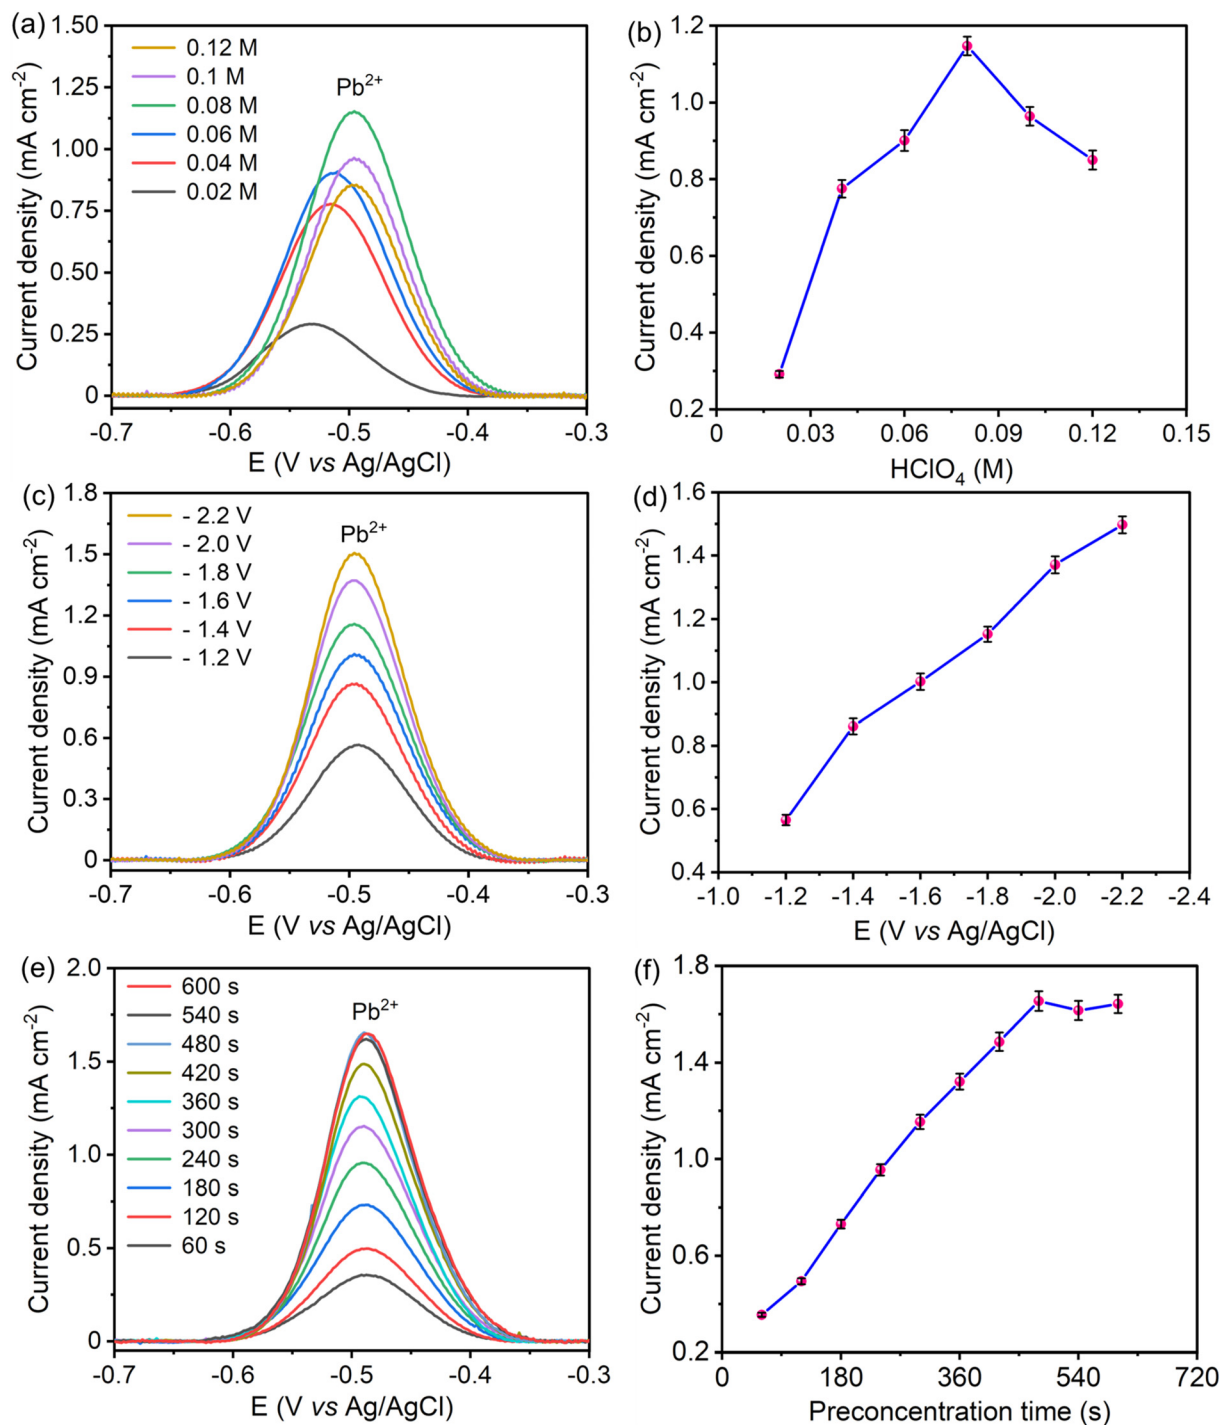 (a)
1.50
1.25
1.00
0.75
0.50
0.25
0
Current density (mA cm⁻²)
0.12 M
0.1 M
0.08 M
0.06 M
0.04 M
0.02 M
Pb²⁺
-0.7 -0.6 -0.5 -0.4 -0.3
E (V vs Ag/AgCl)
(b)
1.2
1.0
0.8
0.6
0.4
0.2
Current density (mA cm⁻²)
0 0.03 0.06 0.09 0.12 0.15
HClO₄ (M)
(c)
1.8
1.5
1.2
0.9
0.6
0.3
0
Current density (mA cm⁻²)
- 2.2 V
- 2.0 V
- 1.8 V
- 1.6 V
- 1.4 V
- 1.2 V
Pb²⁺
-0.7 -0.6 -0.5 -0.4 -0.3
E (V vs Ag/AgCl)
(d)
1.6
1.4
1.2
1.0
0.8
0.6
0.4
Current density (mA cm⁻²)
-1.0 -1.2 -1.4 -1.6 -1.8 -2.0 -2.2 -2.4
E (V vs Ag/AgCl)
(e)
2.0
1.5
1.0
0.5
0
Current density (mA cm⁻²)
600 s
540 s
480 s
420 s
360 s
300 s
240 s
180 s
120 s
60 s
Pb²⁺
-0.7 -0.6 -0.5 -0.4 -0.3
E (V vs Ag/AgCl)
(f)
1.8
1.4
1.0
0.6
0.2
Current density (mA cm⁻²)
0 180 360 540 720
Preconcentration time (s)